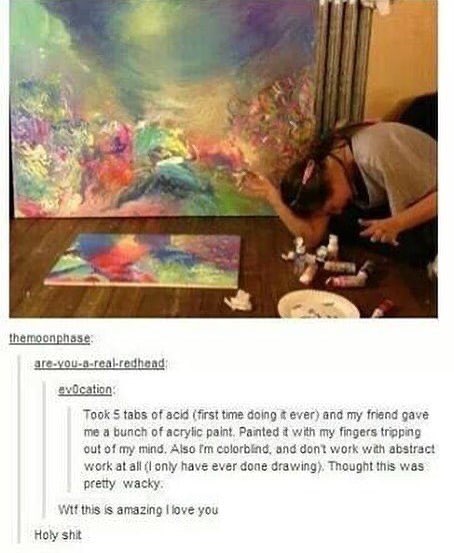 themoonphase:
are-you-a-real-redhead:
ev0cation:
Took 5 tabs of acid (first time doing it ever) and my friend gave
me a bunch of acrylic paint. Painted it with my fingers tripping
out of my mind. Also I'm colorblind, and don't work with abstract
work at all (I only have ever done drawing). Thought this was
pretty wacky.
Wtf this is amazing I love you
Holy shit